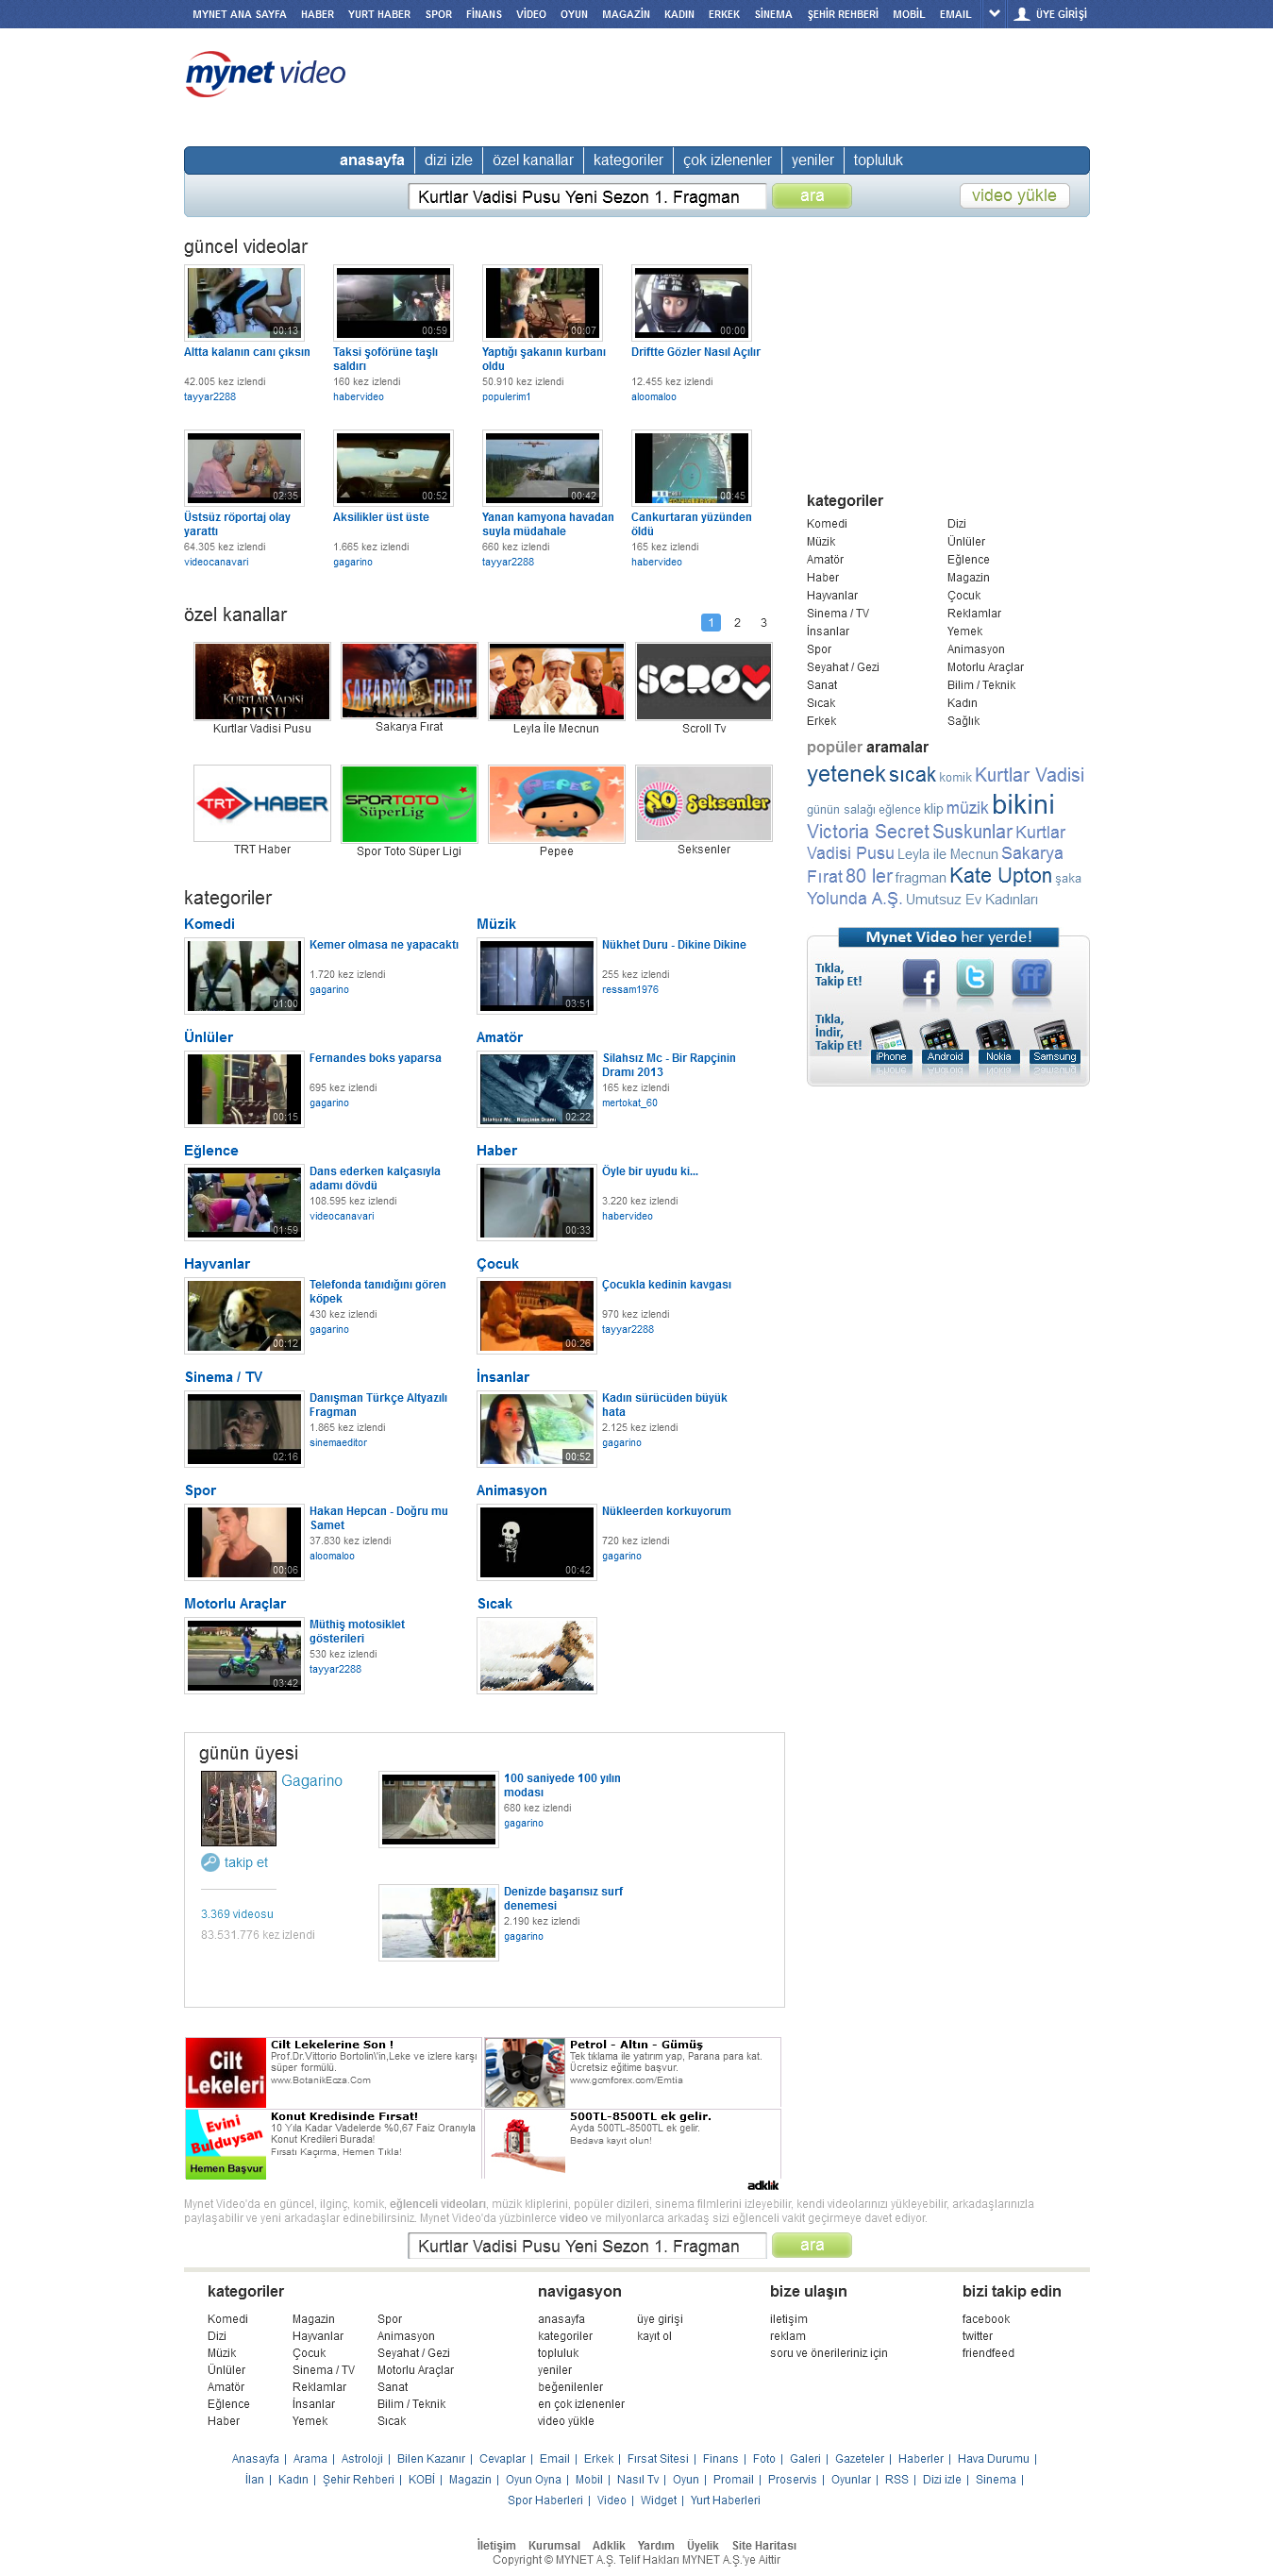 MYNET ANA SAYFA HABER YURT HABER SPOR FİNANS VİDEO OYUN MAGAZİN KADIN ERKEK SİNEMA ŞEHİR REHBERİ MOBİL EMAIL ÜYE GİRİŞİ
mynet video
anasayfa dizi izle özel kanallar kategoriler çok izlenenler yeniler topluluk
Kurtlar Vadisi Pusu Yeni Sezon 1. Fragman ara video yükle
güncel videolar
00:13 00:59 00:07 00:00
Altta kalanın canı çıksın
42.005 kez izlendi
tayyar2288
Taksi şoförüne taşlı
saldırı
160 kez izlendi
habervideo
Yaptığı şakanın kurbanı
oldu
50.910 kez izlendi
populerim1
Driftte Gözler Nasıl Açılır
12.455 kez izlendi
aloomaloo
02:35 00:52 00:42 00:45
Üstsüz röportaj olay
yarattı
64.305 kez izlendi
videocanavari
Aksilikler üst üste
1.665 kez izlendi
gagarino
Yanan kamyona havadan
suyla müdahale
660 kez izlendi
tayyar2288
Cankurtaran yüzünden
öldü
165 kez izlendi
habervideo
özel kanallar
1 2 3
KURTLAR VADİSİ
PUSU
Kurtlar Vadisi Pusu
SAKARYA FIRAT
Sakarya Fırat
Leyla İle Mecnun
SCRO
Scroll Tv
TRT HABER
TRT Haber
SPOR TOTO
SüperLig
Spor Toto Süper Ligi
PEPEE
Pepee
80 Seksenler
Seksenler
kategoriler
Komedi
01:00
Kemer olmasa ne yapacaktı
1.720 kez izlendi
gagarino
Müzik
03:51
Nükhet Duru - Dikine Dikine
255 kez izlendi
ressam1976
Ünlüler
00:15
Fernandes boks yaparsa
695 kez izlendi
gagarino
Amatör
Silahsız Mc - Rapçinin Dramı 02:22
Silahsız Mc - Bir Rapçinin
Dramı 2013
165 kez izlendi
mertokat_60
Eğlence
01:59
Dans ederken kalçasıyla
adamı dövdü
108.595 kez izlendi
videocanavari
Haber
00:33
Öyle bir uyudu ki...
3.220 kez izlendi
habervideo
Hayvanlar
00:12
Telefonda tanıdığını gören
köpek
430 kez izlendi
gagarino
Çocuk
00:26
Çocukla kedinin kavgası
970 kez izlendi
tayyar2288
Sinema / TV
02:16
Danışman Türkçe Altyazılı
Fragman
1.865 kez izlendi
sinemaeditor
İnsanlar
00:52
Kadın sürücüden büyük
hata
2.125 kez izlendi
gagarino
Spor
00:06
Hakan Hepcan - Doğru mu
Samet
37.830 kez izlendi
aloomaloo
Animasyon
00:42
Nükleerden korkuyorum
720 kez izlendi
gagarino
Motorlu Araçlar
03:42
Müthiş motosiklet
gösterileri
530 kez izlendi
tayyar2288
Sıcak
kategoriler
Komedi Dizi
Müzik Ünlüler
Amatör Eğlence
Haber Magazin
Hayvanlar Çocuk
Sinema / TV Reklamlar
İnsanlar Yemek
Spor Animasyon
Seyahat / Gezi Motorlu Araçlar
Sanat Bilim / Teknik
Sıcak Kadın
Erkek Sağlık
popüler aramalar
yetenek sıcak komik Kurtlar Vadisi
günün salağı eğlence klip müzik bikini
Victoria Secret Suskunlar Kurtlar
Vadisi Pusu Leyla ile Mecnun Sakarya
Fırat 80 ler fragman Kate Upton şaka
Yolunda A.Ş. Umutsuz Ev Kadınları
Mynet Video her yerde!
Tıkla,
Takip Et!
f t ff
Tıkla,
İndir,
Takip Et!
iPhone Android Nokia Samsung
günün üyesi
Gagarino
takip et
3.369 videosu
83.531.776 kez izlendi
100 saniyede 100 yılın
modası
680 kez izlendi
gagarino
Denizde başarısız surf
denemesi
2.190 kez izlendi
gagarino
Cilt
Lekeleri
Cilt Lekelerine Son !
Prof.Dr.Vittorio Bortolin\'in,Leke ve izlere karşı
süper formülü.
www.BotanikEcza.Com
Petrol - Altın - Gümüş
Tek tıklama ile yatırım yap, Parana para kat.
Ücretsiz eğitime başvur.
www.gcmforex.com/Emtia
Evini
Bulduysan
Hemen Başvur
Konut Kredisinde Fırsat!
10 Yıla Kadar Vadelerde %0,67 Faiz Oranıyla
Konut Kredileri Burada!
Fırsatı Kaçırma, Hemen Tıkla!
500TL-8500TL ek gelir.
Ayda 500TL-8500TL ek gelir.
Bedava kayıt olun!
adklik
Mynet Video'da en güncel, ilginç, komik, eğlenceli videoları, müzik kliplerini, popüler dizileri, sinema filmlerini izleyebilir, kendi videolarınızı yükleyebilir, arkadaşlarınızla
paylaşabilir ve yeni arkadaşlar edinebilirsiniz. Mynet Video'da yüzbinlerce video ve milyonlarca arkadaş sizi eğlenceli vakit geçirmeye davet ediyor.
Kurtlar Vadisi Pusu Yeni Sezon 1. Fragman ara
kategoriler navigasyon bize ulaşın bizi takip edin
Komedi Magazin Spor anasayfa üye girişi iletişim facebook
Dizi Hayvanlar Animasyon kategoriler kayıt ol reklam twitter
Müzik Çocuk Seyahat / Gezi topluluk soru ve önerileriniz için friendfeed
Ünlüler Sinema / TV Motorlu Araçlar yeniler
Amatör Reklamlar Sanat beğenilenler
Eğlence İnsanlar Bilim / Teknik en çok izlenenler
Haber Yemek Sıcak video yükle
Anasayfa | Arama | Astroloji | Bilen Kazanır | Cevaplar | Email | Erkek | Fırsat Sitesi | Finans | Foto | Galeri | Gazeteler | Haberler | Hava Durumu |
İlan | Kadın | Şehir Rehberi | KOBİ | Magazin | Oyun Oyna | Mobil | Nasıl Tv | Oyun | Promail | Proservis | Oyunlar | RSS | Dizi izle | Sinema |
Spor Haberleri | Video | Widget | Yurt Haberleri
İletişim Kurumsal Adklik Yardım Üyelik Site Haritası
Copyright © MYNET A.Ş. Telif Hakları MYNET A.Ş.'ye Aittir